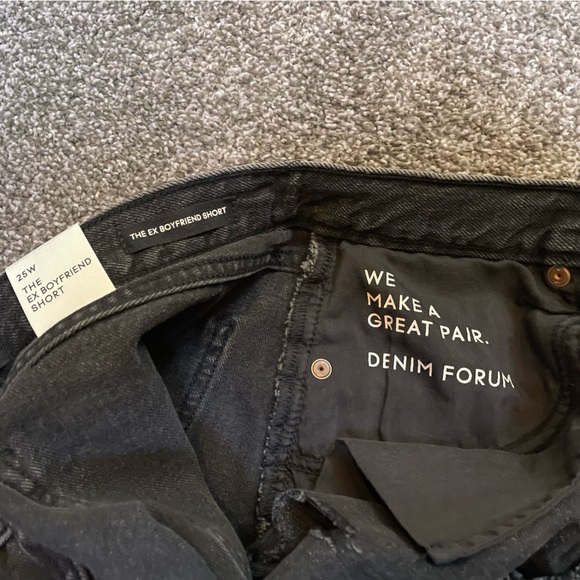 25W
THE
EX BOYFRIEND
SHORT
THE EX BOYFRIEND SHORT
WE
MAKE A
GREAT PAIR.
DENIM FORUM